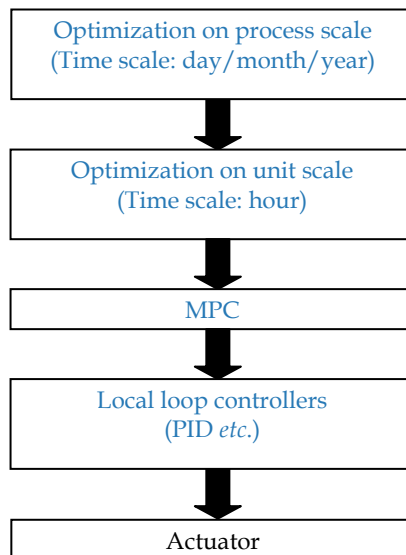 Optimization on process scale
(Time scale: day/month/year)
Optimization on unit scale
(Time scale: hour)
MPC
Local loop controllers
(PID etc.)
Actuator